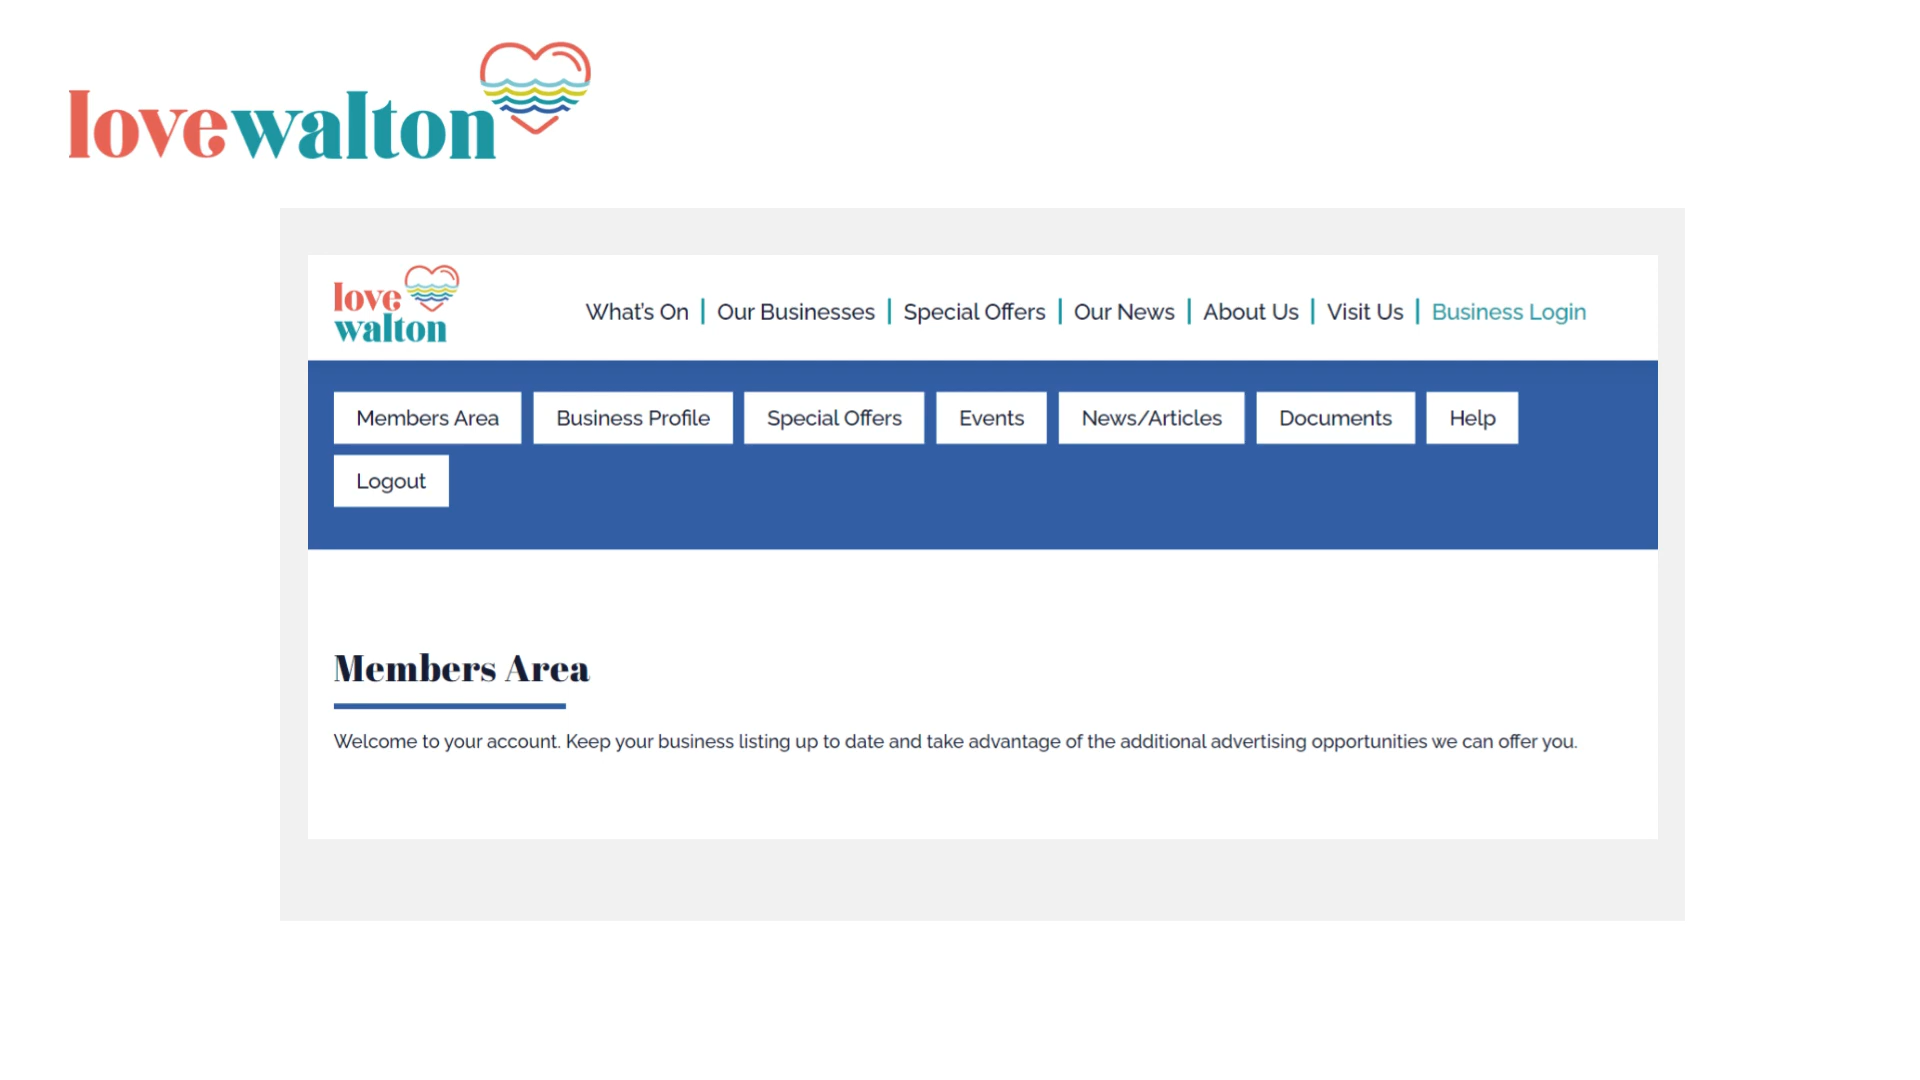 lovewalton
love
walton
What's On | Our Businesses | Special Offers | Our News | About Us | Visit Us | Business Login
Members Area Business Profile Special Offers Events News/Articles Documents Help
Logout
Members Area
Welcome to your account. Keep your business listing up to date and take advantage of the additional advertising opportunities we can offer you.